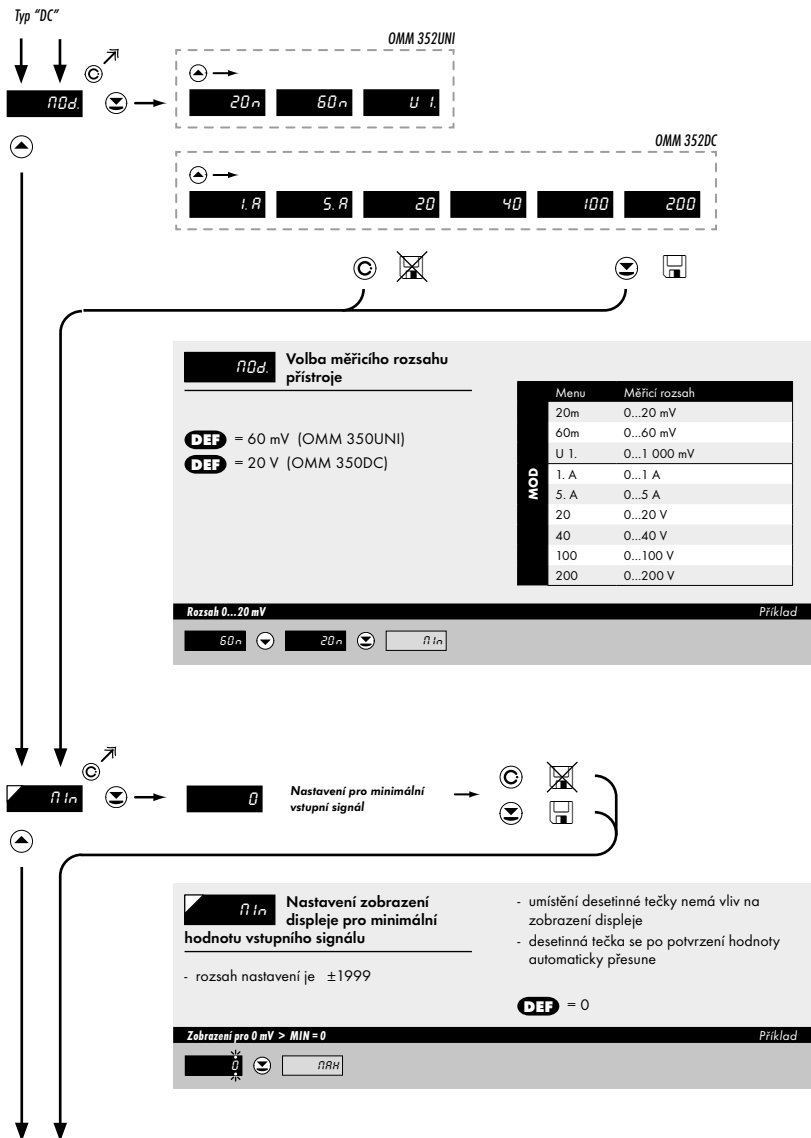 Typ "DC"
OMM 352UNI
MOd.
20m
60m
U 1.
OMM 352DC
1. A
5. A
20
40
100
200
MOd.
Volba měřicího rozsahu
přístroje
DEF = 60 mV (OMM 350UNI)
DEF = 20 V (OMM 350DC)
MOD
Menu Měřicí rozsah
20m 0...20 mV
60m 0...60 mV
U 1. 0...1 000 mV
1. A 0...1 A
5. A 0...5 A
20 0...20 V
40 0...40 V
100 0...100 V
200 0...200 V
Rozsah 0...20 mV Příklad
60m 20m MIn
MIn
0
Nastavení pro minimální
vstupní signál
MIn
Nastavení zobrazení
displeje pro minimální
hodnotu vstupního signálu
- rozsah nastavení je ±1999
- umístění desetinné tečky nemá vliv na
zobrazení displeje
- desetinná tečka se po potvrzení hodnoty
automaticky přesune
DEF = 0
Zobrazení pro 0 mV > MIN = 0 Příklad
0 MAH